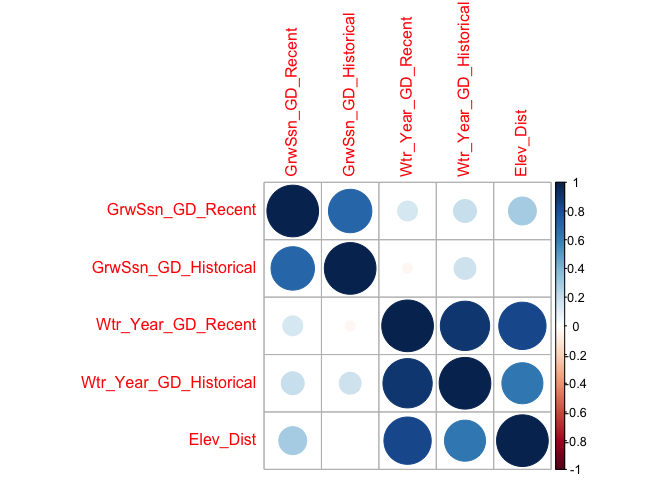 GrwSsn_GD_Recent
GrwSsn_GD_Historical
Wtr_Year_GD_Recent
Wtr_Year_GD_Historical
Elev_Dist
GrwSsn_GD_Recent
GrwSsn_GD_Historical
Wtr_Year_GD_Recent
Wtr_Year_GD_Historical
Elev_Dist
1
0.8
0.6
0.4
0.2
0
-0.2
-0.4
-0.6
-0.8
-1